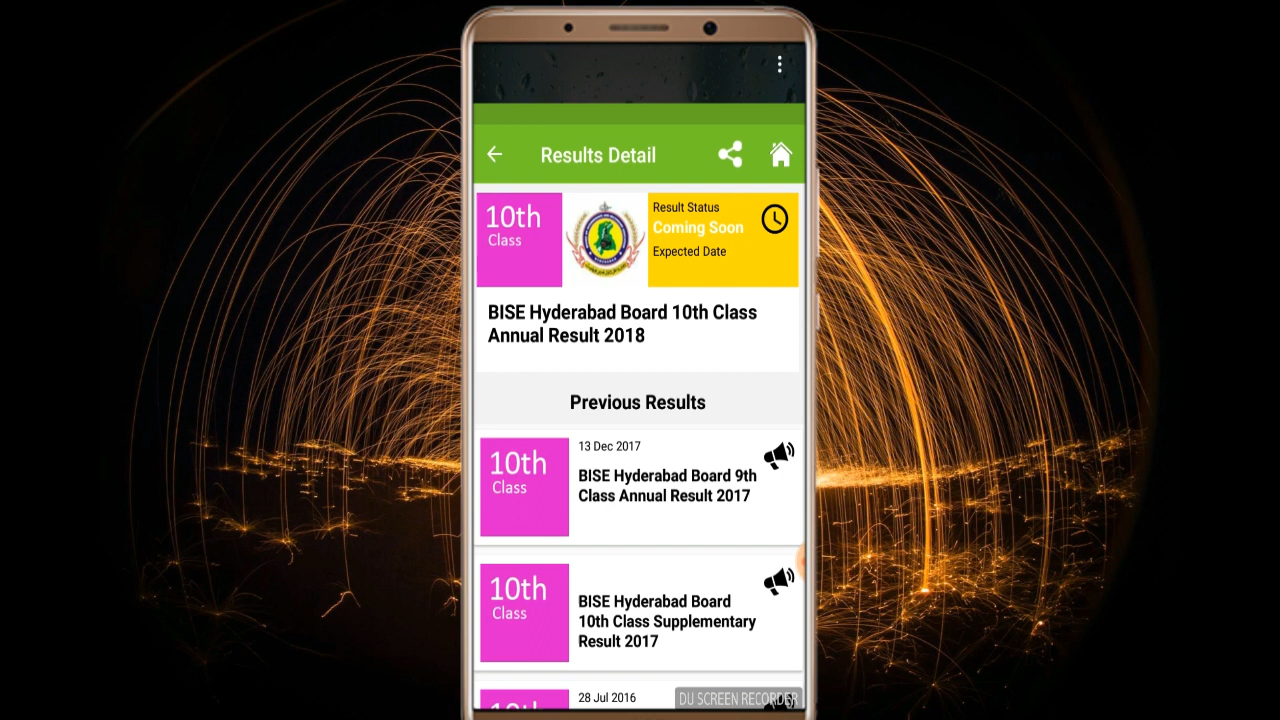 Results Detail
10th
Class
Result Status
Coming Soon
Expected Date
BISE Hyderabad Board 10th Class
Annual Result 2018
Previous Results
10th
Class
13 Dec 2017
BISE Hyderabad Board 9th
Class Annual Result 2017
10th
Class
BISE Hyderabad Board
10th Class Supplementary
Result 2017
10th
28 Jul 2016
DU SCREEN RECORDER